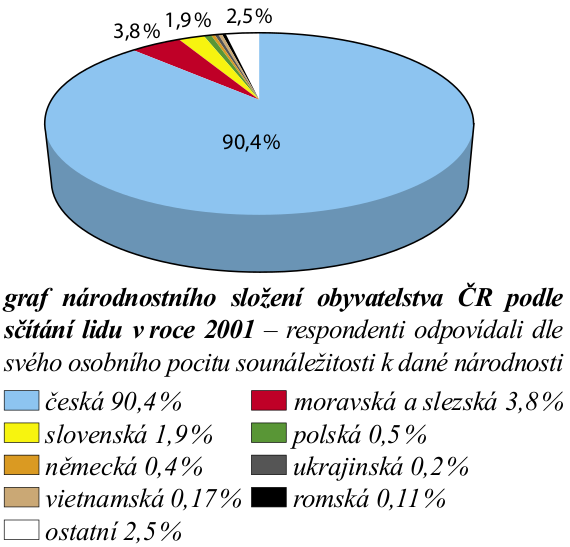 3,8% 1,9% 2,5%
90,4%
graf národnostního složení obyvatelstva ČR podle
sčítání lidu v roce 2001 – respondenti odpovídali dle
svého osobního pocitu sounáležitosti k dané národnosti
česká 90,4% moravská a slezská 3,8%
slovenská 1,9% polská 0,5%
německá 0,4% ukrajinská 0,2%
vietnamská 0,17% romská 0,11%
ostatní 2,5%